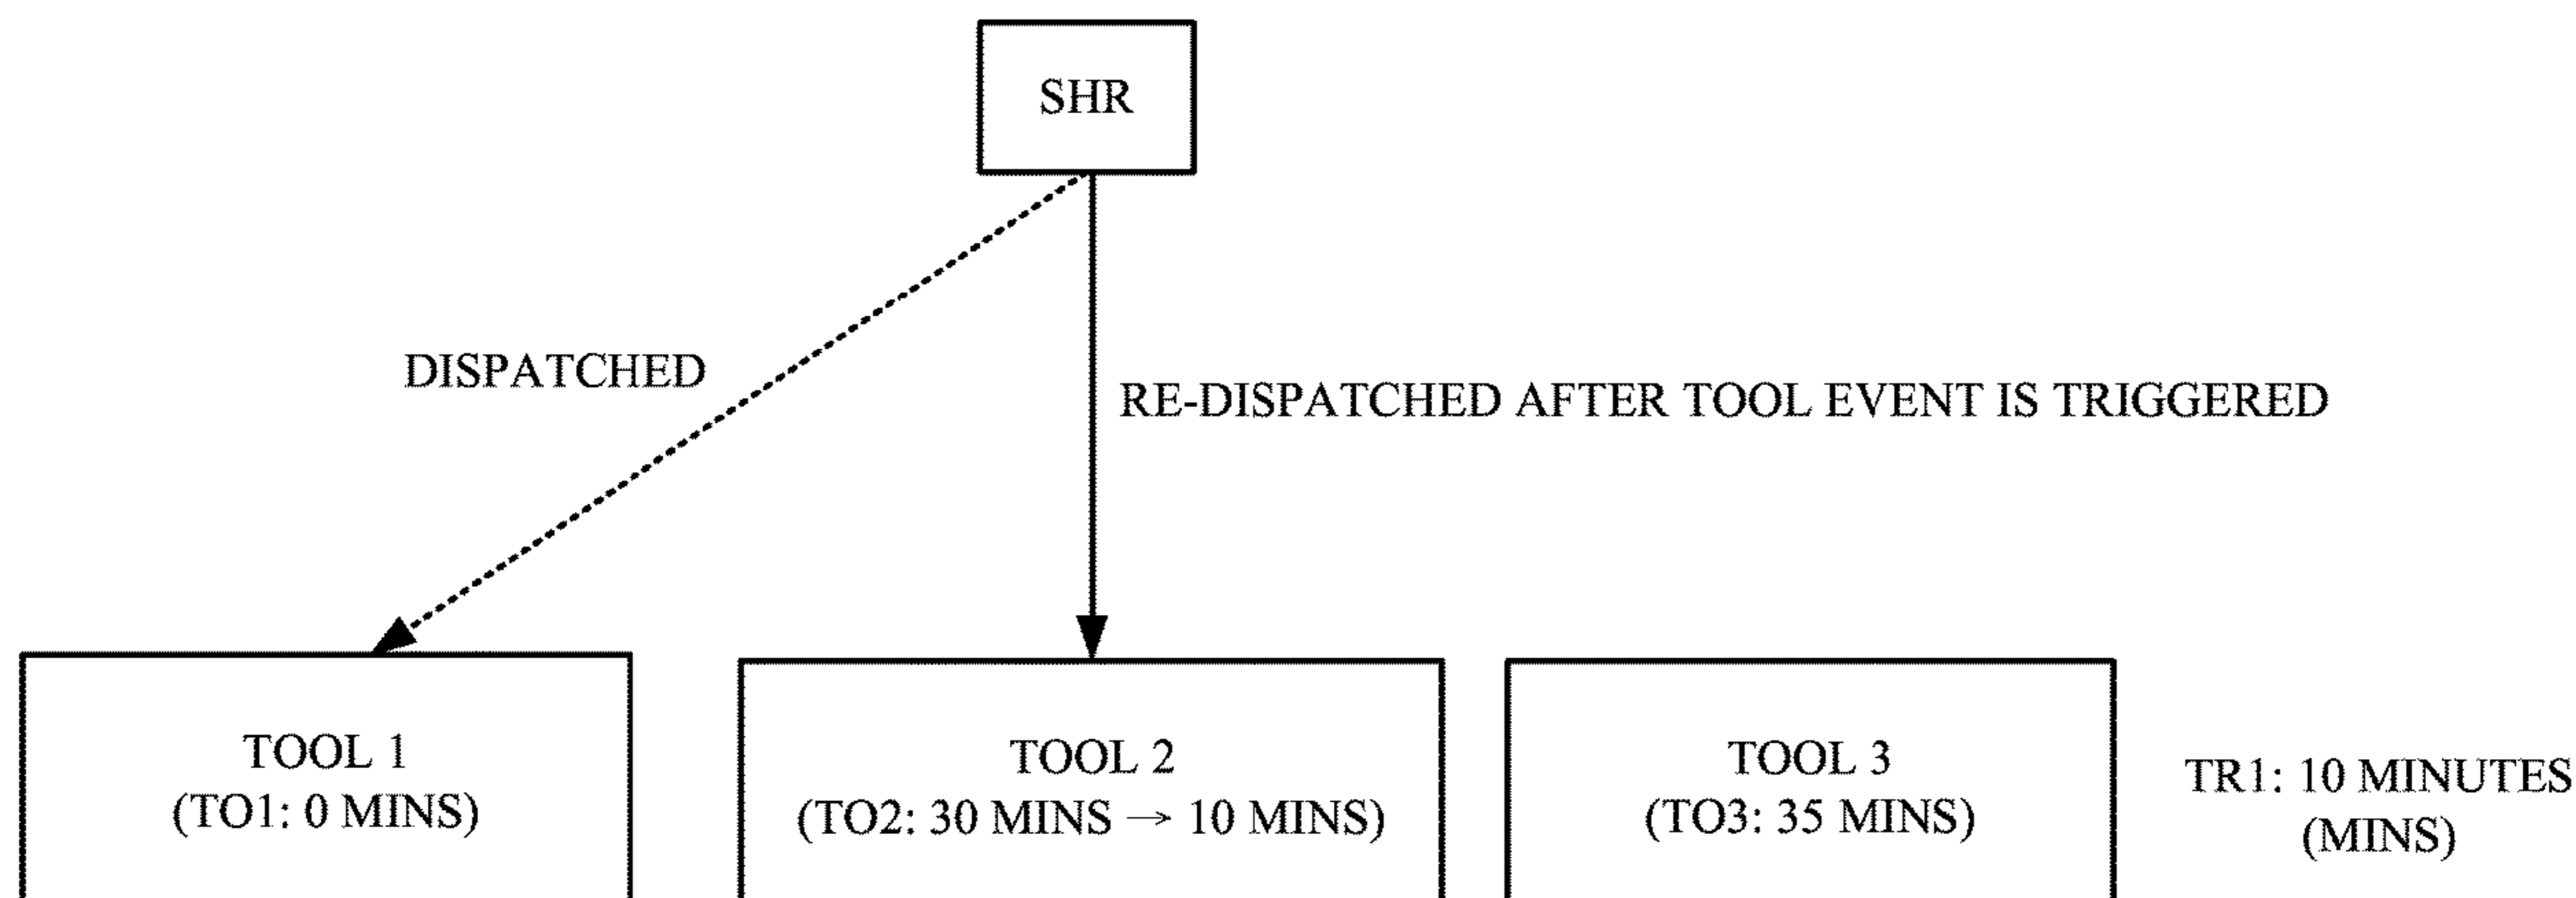 SHR
DISPATCHED
RE-DISPATCHED AFTER TOOL EVENT IS TRIGGERED
TOOL 1
(TO1: 0 MINS)
TOOL 2
(TO2: 30 MINS → 10 MINS)
TOOL 3
(TO3: 35 MINS)
TR1: 10 MINUTES
(MINS)